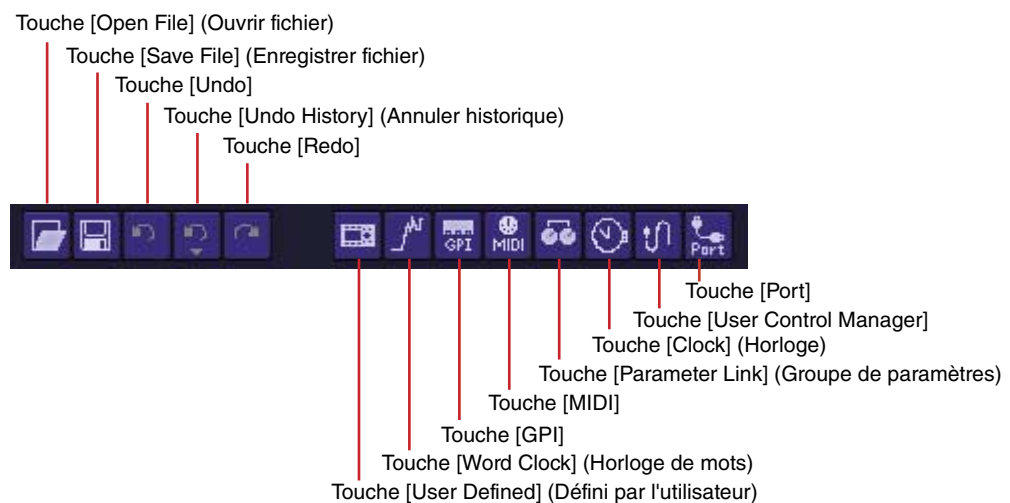 Touche [Open File] (Ouvrir fichier)
Touche [Save File] (Enregistrer fichier)
Touche [Undo]
Touche [Undo History] (Annuler historique)
Touche [Redo]
GPI
MIDI
Port
Touche [Port]
Touche [User Control Manager]
Touche [Clock] (Horloge)
Touche [Parameter Link] (Groupe de paramètres)
Touche [MIDI]
Touche [GPI]
Touche [Word Clock] (Horloge de mots)
Touche [User Defined] (Défini par l'utilisateur)